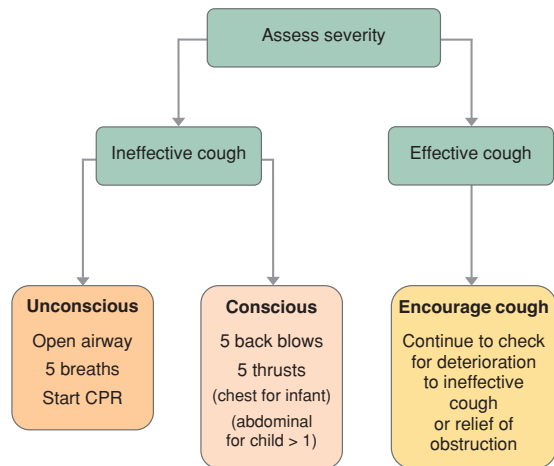 Assess severity
Ineffective cough
Effective cough
Unconscious
Open airway
5 breaths
Start CPR
Conscious
5 back blows
5 thrusts
(chest for infant)
(abdominal
for child > 1)
Encourage cough
Continue to check
for deterioration
to ineffective
cough
or relief of
obstruction